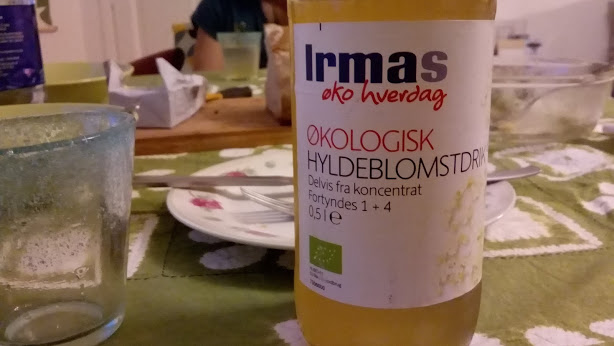 Irmas
øko hverdag
ØKOLOGISK
HYLDEBLOMSTDRIK
Delvis fra koncentrat
Fortyndes 1 + 4
0,5 l e